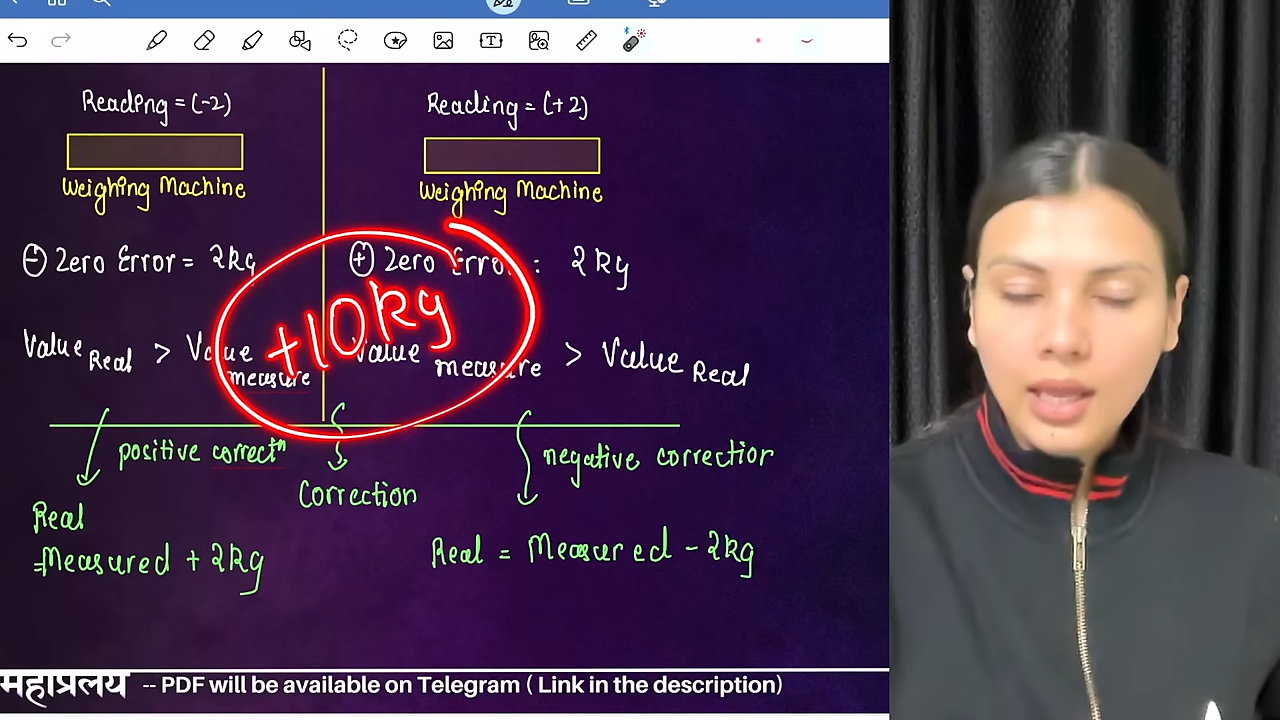 Reading = (-2)
Weighing Machine
⊖ Zero Error = 2kg
Value Real > Value measure
positive correctn
Real
=Measured + 2kg
Reading = (+2)
Weighing Machine
⊕ Zero Error = 2kg
Value measure > Value Real
+10kg
Correction
negative correction
Real = Measured - 2kg
महाप्रलय -- PDF will be available on Telegram ( Link in the description)